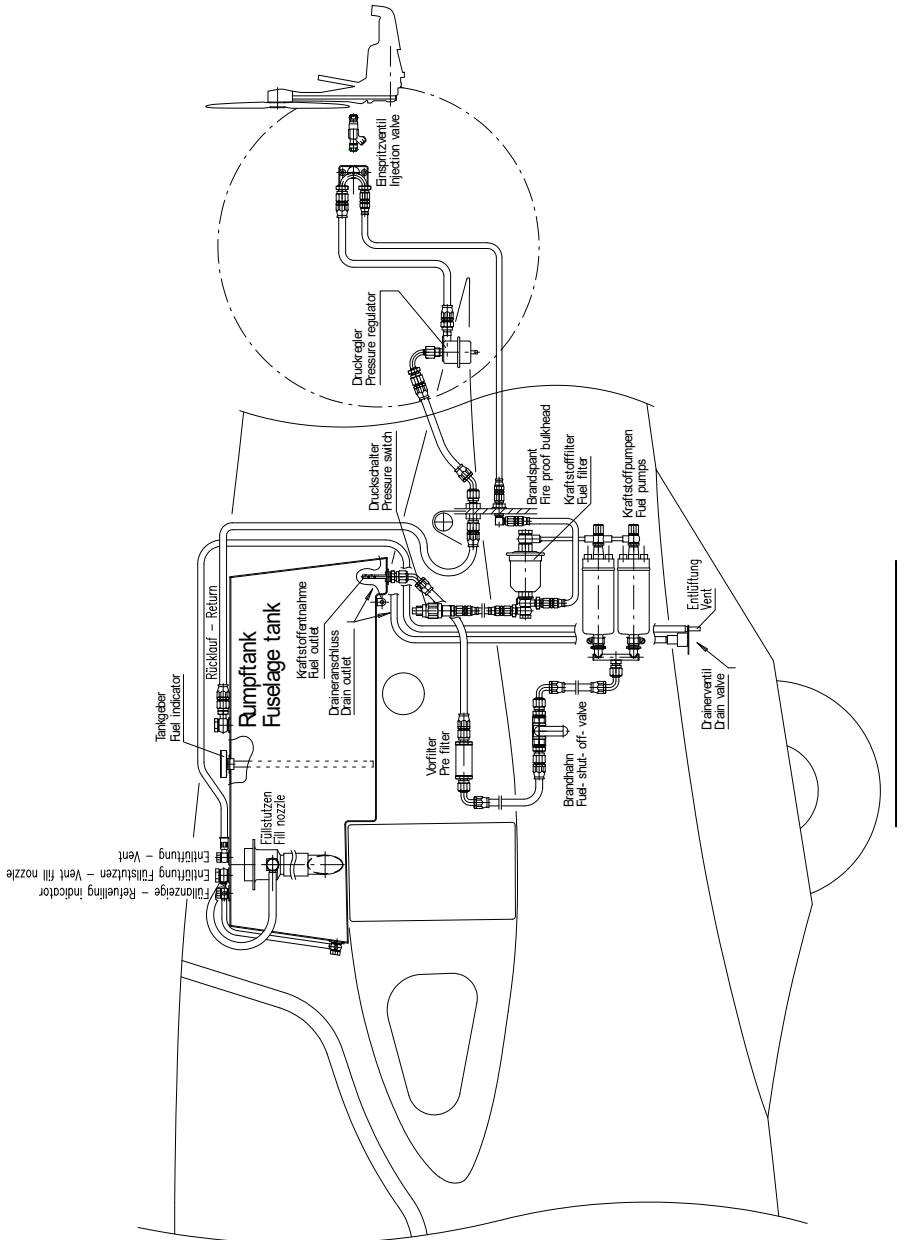 Einspritzventil
Injection valve
Druckregler
Pressure regulator
Druckschalter
Pressure switch
Brandspant
Fire proof bulkhead
Kraftstofffilter
Fuel filter
Kraftstoffpumpen
Fuel pumps
Rücklauf - Return
Rumpftank
Fuselage tank
Kraftstoffentnahme
Fuel outlet
Draineranschluss
Drain outlet
Entlüftung
Vent
Drainerventil
Drain valve
Tankgeber
Fuel indicator
Vorfilter
Pre filter
Brandhahn
Fuel- shut- off- valve
Füllstutzen
Fill nozzle
Entlüftung - Vent
Entlüftung Füllstutzen - Vent fill nozzle
Füllanzeige - Refuelling indicator